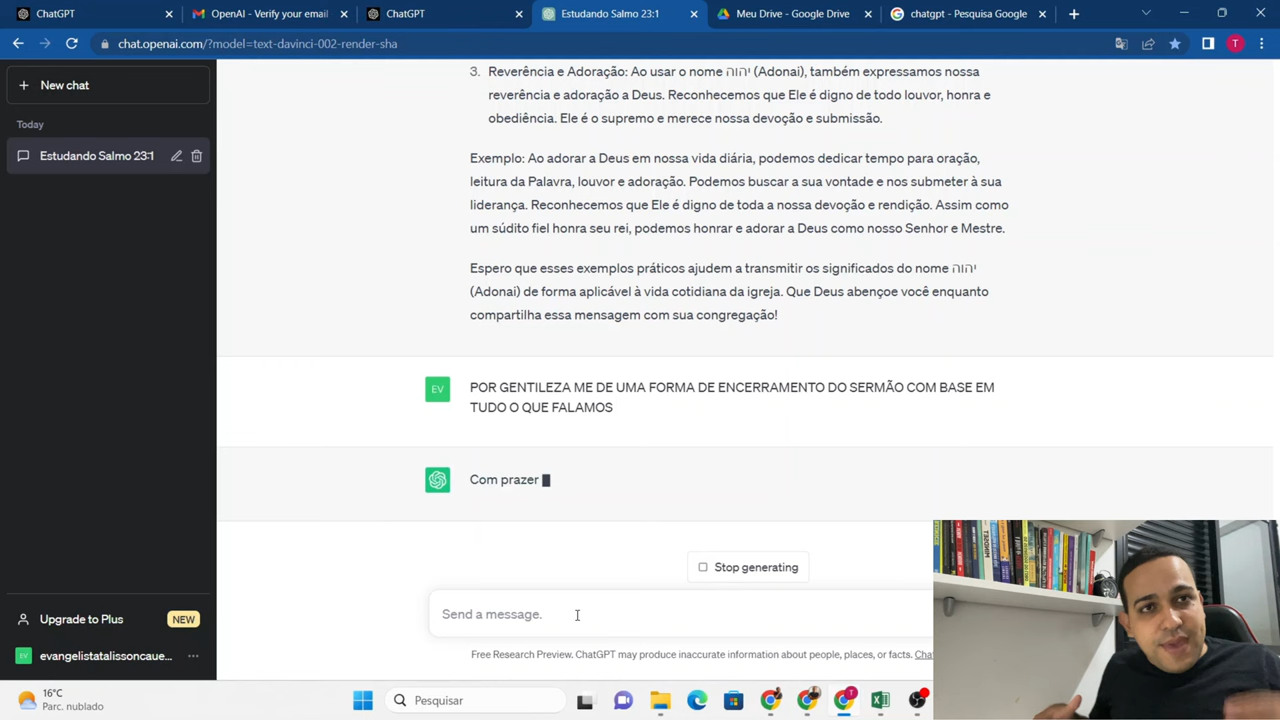 ChatGPT
OpenAI - Verify your email
ChatGPT
Estudando Salmo 23:1
Meu Drive - Google Drive
chatgpt - Pesquisa Google
chat.openai.com/?model=text-davinci-002-render-sha
T
New chat
Today
Estudando Salmo 23:1
3. Reverência e Adoração: Ao usar o nome יהוה (Adonai), também expressamos nossa
reverência e adoração a Deus. Reconhecemos que Ele é digno de todo louvor, honra e
obediência. Ele é o supremo e merece nossa devoção e submissão.
Exemplo: Ao adorar a Deus em nossa vida diária, podemos dedicar tempo para oração,
leitura da Palavra, louvor e adoração. Podemos buscar a sua vontade e nos submeter à sua
liderança. Reconhecemos que Ele é digno de toda a nossa devoção e rendição. Assim como
um súdito fiel honra seu rei, podemos honrar e adorar a Deus como nosso Senhor e Mestre.
Espero que esses exemplos práticos ajudem a transmitir os significados do nome יהוה
(Adonai) de forma aplicável à vida cotidiana da igreja. Que Deus abençoe você enquanto
compartilha essa mensagem com sua congregação!
EV
POR GENTILEZA ME DE UMA FORMA DE ENCERRAMENTO DO SERMÃO COM BASE EM
TUDO O QUE FALAMOS
Com prazer
Stop generating
Send a message.
Free Research Preview. ChatGPT may produce inaccurate information about people, places, or facts. Cha
Upgrade to Plus
NEW
EV
evangelistatalissoncaue...
16°C
Parc. nublado
Pesquisar